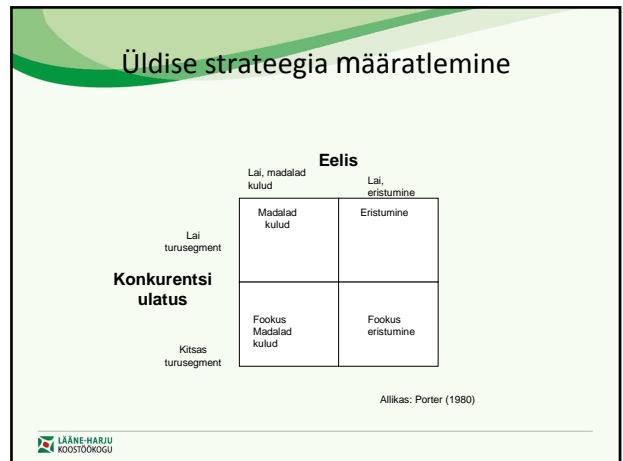 Üldise strateegia määratlemine
Eelis
Lai, madalad
kulud
Lai,
eristumine
Madalad
kulud
Eristumine
Lai
turusegment
Konkurentsi
ulatus
Fookus
Madalad
kulud
Fookus
eristumine
Kitsas
turusegment
Allikas: Porter (1980)
LÄÄNE-HARJU
KOOSTÖÖKOGU